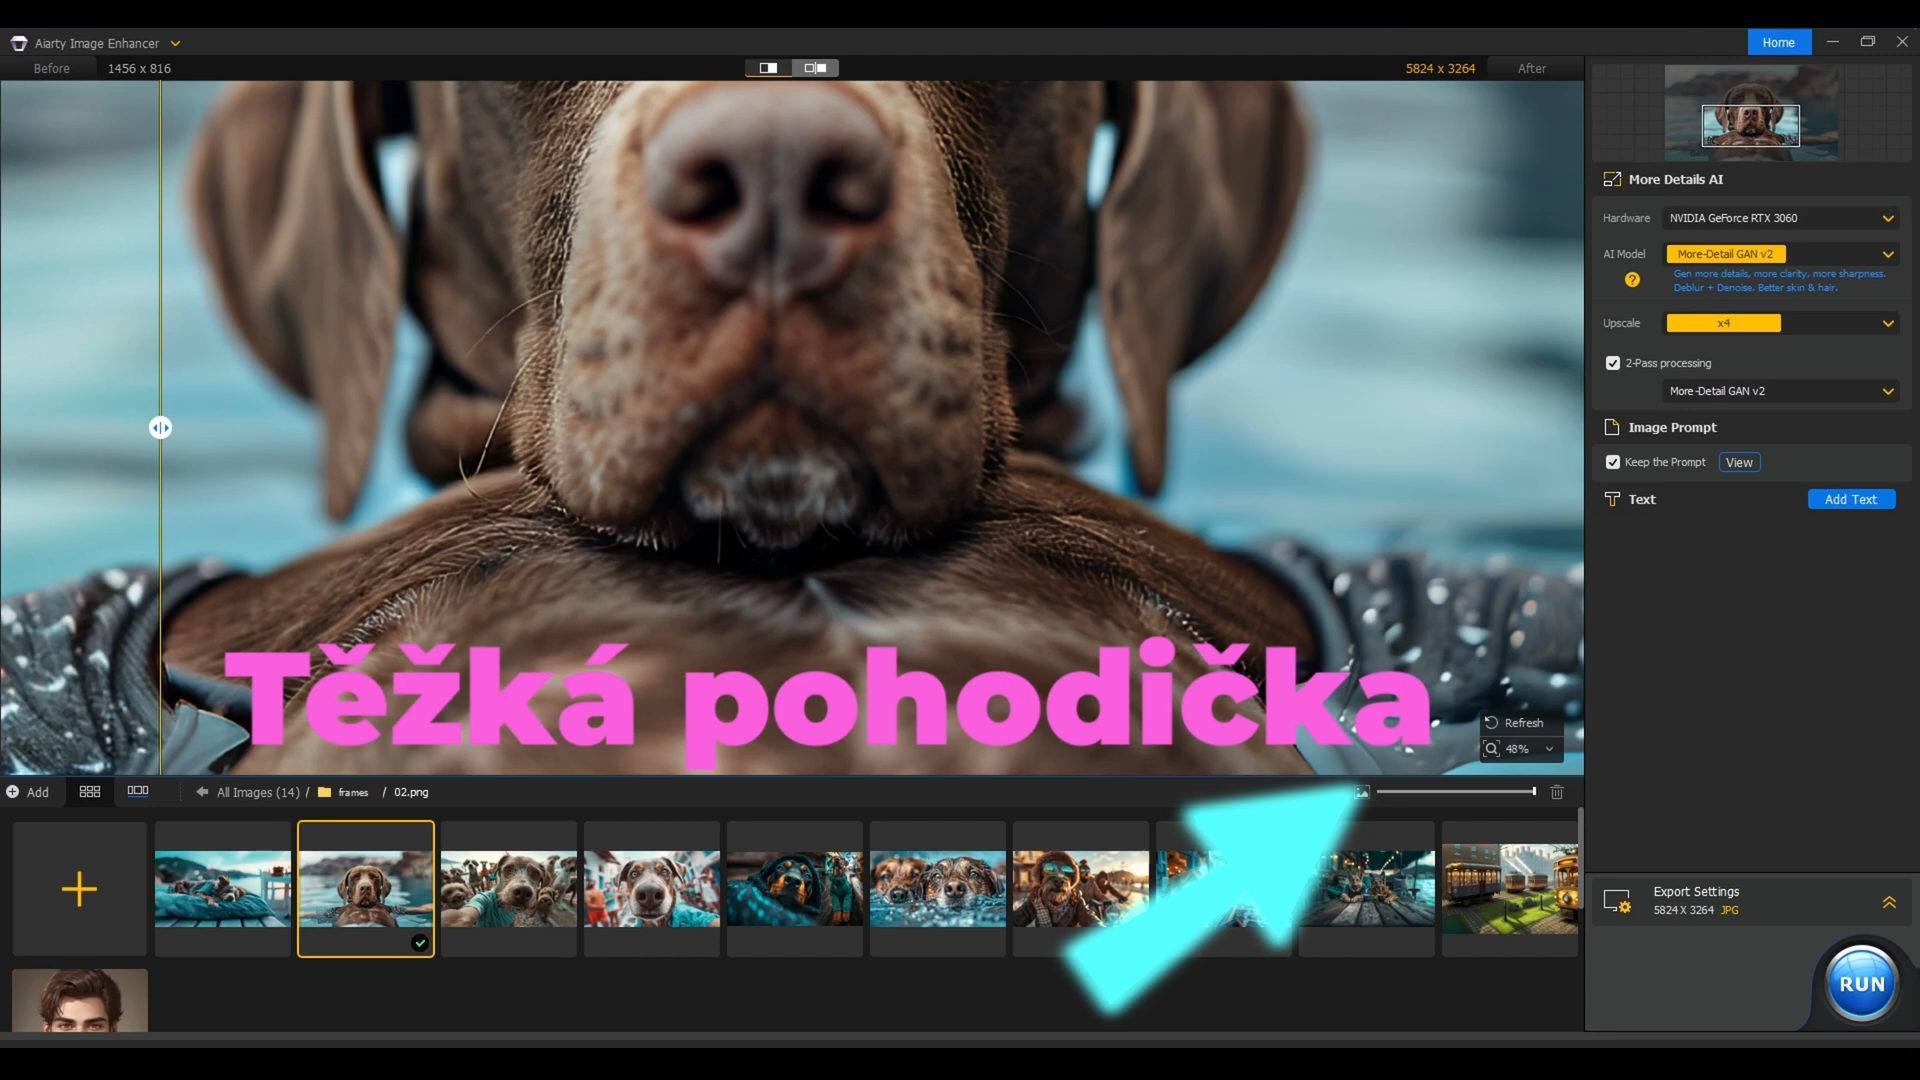 Aiarty Image Enhancer
Home
Before
1456 x 816
5824 x 3264
After
More Details AI
Hardware
NVIDIA GeForce RTX 3060
AI Model
More-Detail GAN v2
?
Gen more details, more clarity, more sharpness.
Deblur + Denoise. Better skin & hair.
Upscale
x4
2-Pass processing
More-Detail GAN v2
Image Prompt
Keep the Prompt
View
Text
Add Text
Těžká pohodička
Refresh
48%
Add
All Images (14) / frames / 02.png
Export Settings
5824 X 3264 JPG
RUN